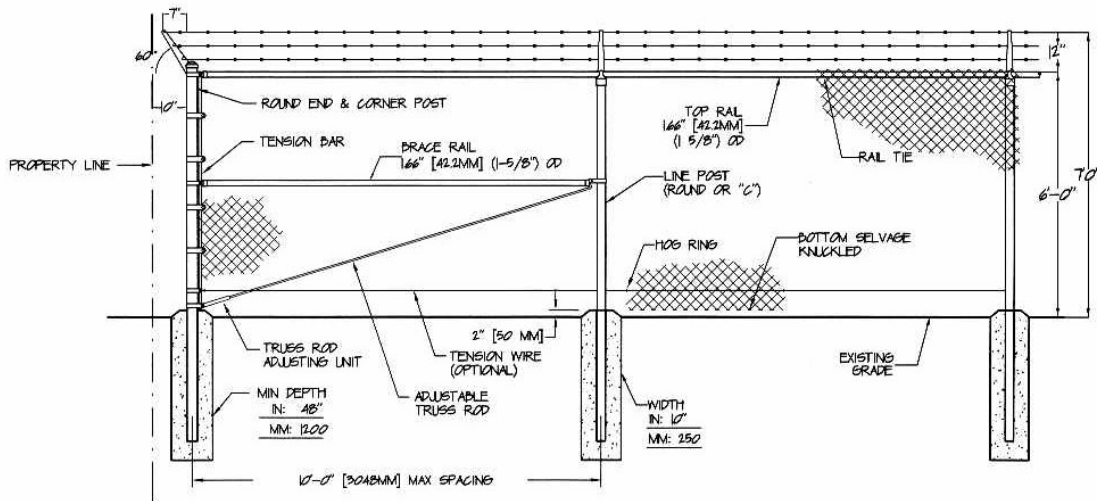 7"
60°
12"
10"
ROUND END & CORNER POST
TOP RAIL
1.66" [42.2MM]
(1 5/8") OD
TENSION BAR
BRACE RAIL
1.66" [42.2MM] (1-5/8") OD
RAIL TIE
PROPERTY LINE
LINE POST
(ROUND OR "C")
6'-0"
7'0"
HOG RING
BOTTOM SELVAGE
KNUCKLED
2" [50 MM]
TRUSS ROD
ADJUSTING UNIT
TENSION WIRE
(OPTIONAL)
EXISTING
GRADE
MIN DEPTH
IN: 48"
MM: 1200
ADJUSTABLE
TRUSS ROD
WIDTH
IN: 10"
MM: 250
10'-0" [3048MM] MAX SPACING